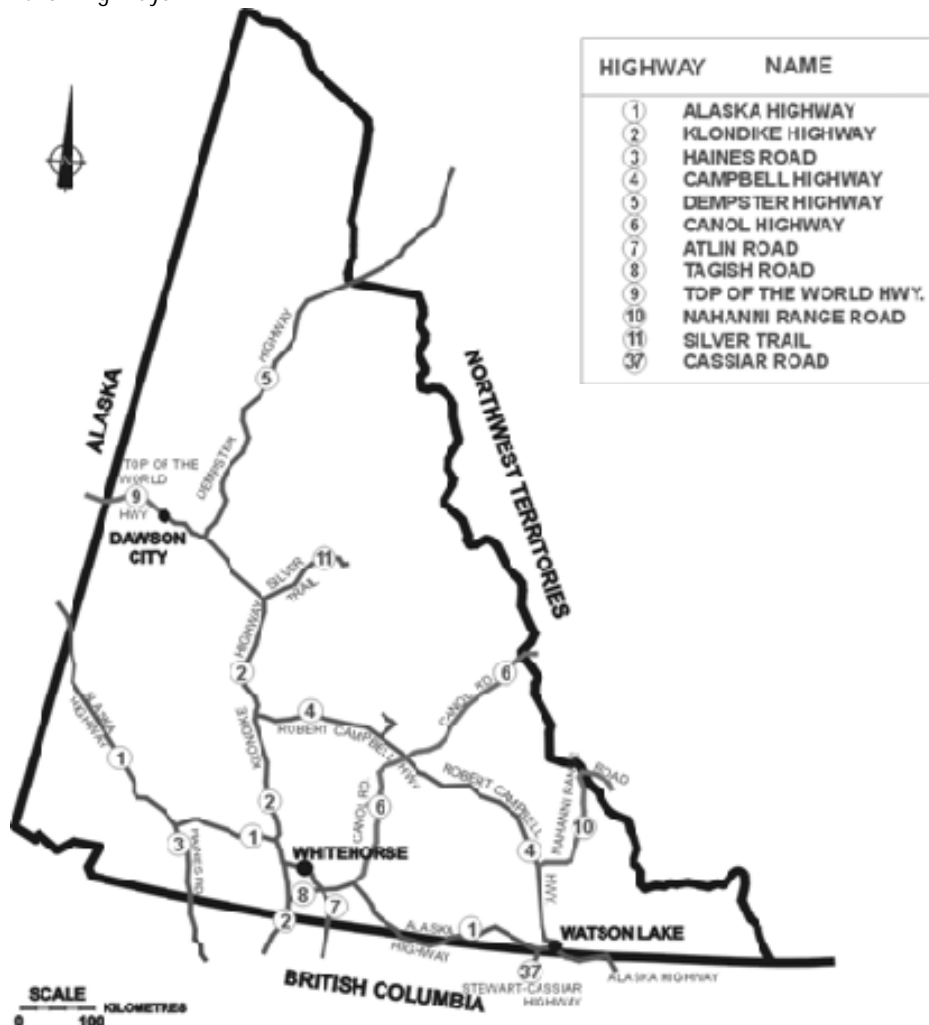 HIGHWAY NAME
1 ALASKA HIGHWAY
2 KLONDIKE HIGHWAY
3 HAINES ROAD
4 CAMPBELL HIGHWAY
5 DEMPSTER HIGHWAY
6 CANOL HIGHWAY
7 ATLIN ROAD
8 TAGISH ROAD
9 TOP OF THE WORLD HWY.
10 NAHANNI RANGE ROAD
11 SILVER TRAIL
37 CASSIAR ROAD
ALASKA
NORTHWEST TERRITORIES
DEMPSTER
5
HIGHWAY
TOP OF THE
WORLD
9
HWY
DAWSON
CITY
SILVER
TRAIL
11
HIGHWAY
2
KLONDIKE
2
ALASKA
HIGHWAY
1
4
ROBERT CAMPBELL HWY
CANOL RD
6
ROBERT CAMPBELL
4
HWY
CANOL RD
6
NAHANNI RANGE
ROAD
10
3
HAINES RD
1
WHITEHORSE
8
7
2
ALASKA
1
HIGHWAY
WATSON LAKE
37
STEWART-CASSIAR
HIGHWAY
ALASKA HIGHWAY
BRITISH COLUMBIA
SCALE
KILOMETRES
0 100